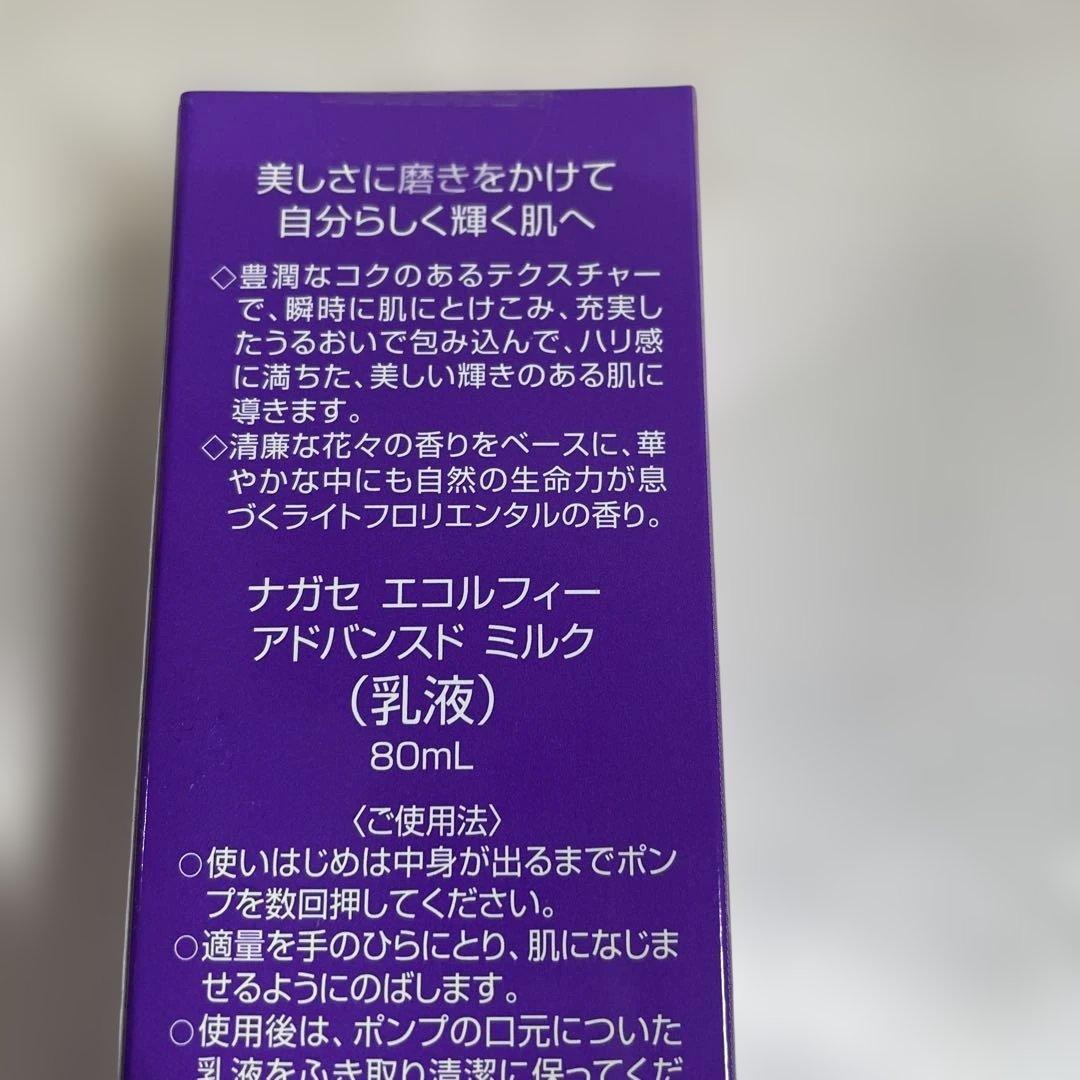 美しさに磨きをかけて
自分らしく輝く肌へ
◇豊潤なコクのあるテクスチャー
で、瞬時に肌にとけこみ、充実し
たうるおいで包み込んで、ハリ感
に満ちた、美しい輝きのある肌に
導きます。
◇清廉な花々の香りをベースに、華
やかな中にも自然の生命力が息
づくライトフロリエンタルの香り。
ナガセ エコルフィー
アドバンスド ミルク
（乳液）
80mL
〈ご使用法〉
○使いはじめは中身が出るまでポン
プを数回押してください。
○適量を手のひらにとり、肌になじま
せるようにのばします。
○使用後は、ポンプの口元についた
乳液をふき取り清潔に保ってくだ